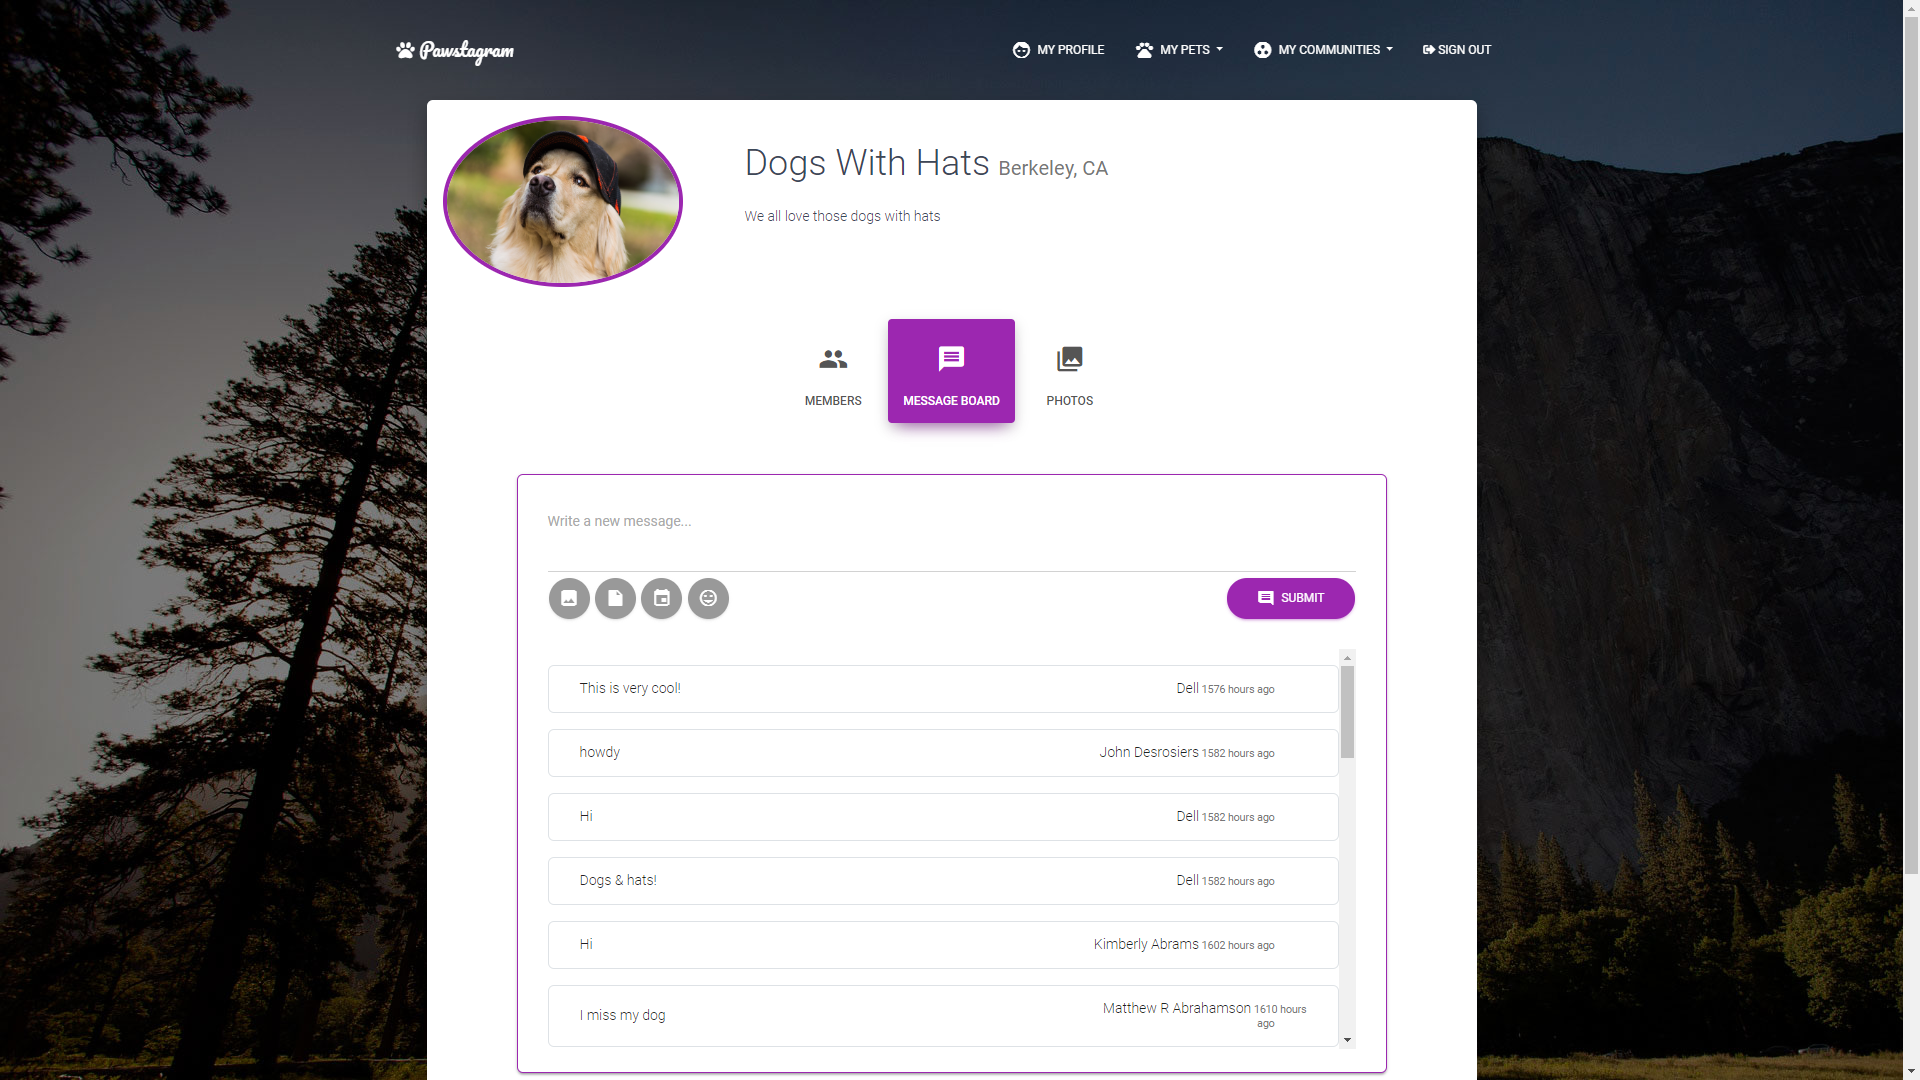 Pawstagram
MY PROFILE
MY PETS
MY COMMUNITIES
SIGN OUT
Dogs With Hats Berkeley, CA
We all love those dogs with hats
MEMBERS
MESSAGE BOARD
PHOTOS
Write a new message...
SUBMIT
This is very cool!
Dell 1576 hours ago
howdy
John Desrosiers 1582 hours ago
Hi
Dell 1582 hours ago
Dogs & hats!
Dell 1582 hours ago
Hi
Kimberly Abrams 1602 hours ago
I miss my dog
Matthew R Abrahamson 1610 hours
ago